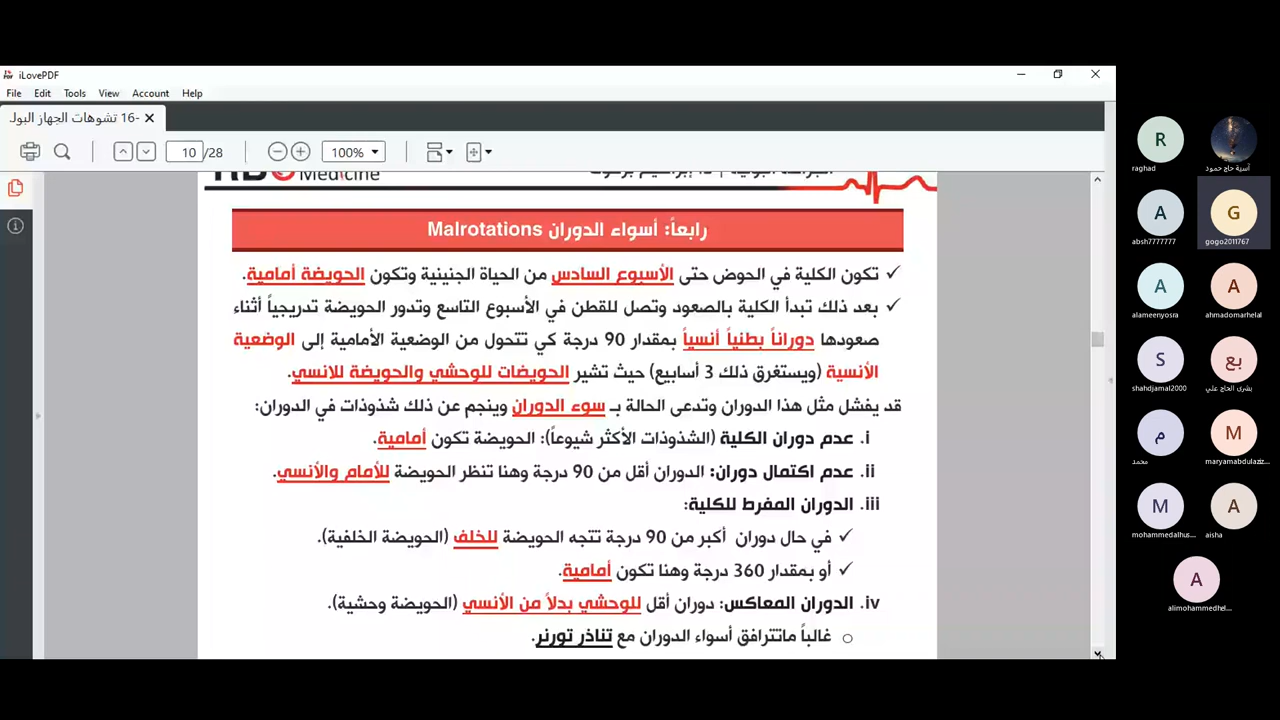 iLovePDF
File Edit Tools View Account Help
16- تشوهات الجهاز البول
10 /28
100%
Medicine
رابعاً: أسواء الدوران Malrotations
✓ تكون الكلية في الحوض حتى الأسبوع السادس من الحياة الجنينية وتكون الحويضة أمامية.
✓ بعد ذلك تبدأ الكلية بالصعود وتصل للقطن في الأسبوع التاسع وتدور الحويضة تدريجياً أثناء
صعودها دوراناً بطنياً أنسياً بمقدار 90 درجة كي تتحول من الوضعية الأمامية إلى الوضعية
الأنسية (ويستغرق ذلك 3 أسابيع) حيث تشير الحويضات للوحشي والحويضة للانسي.
قد يفشل مثل هذا الدوران وتدعى الحالة بـ سوء الدوران وينجم عن ذلك شذوذات في الدوران:
i. عدم دوران الكلية (الشذوذات الأكثر شيوعاً): الحويضة تكون أمامية.
ii. عدم اكتمال دوران: الدوران أقل من 90 درجة وهنا تنظر الحويضة للأمام والأنسي.
iii. الدوران المفرط للكلية:
✓ في حال دوران أكبر من 90 درجة تتجه الحويضة للخلف (الحويضة الخلفية).
✓ أو بمقدار 360 درجة وهنا تكون أمامية.
iv. الدوران المعاكس: دوران أقل للوحشي بدلاً من الأنسي (الحويضة وحشية).
○ غالباً ماتترافق أسواء الدوران مع تناذر تورنر.
R
raghad
آسية حاج حمود
A
absh7777777
G
gogo2011767
A
alameenyosra
A
ahmadomarhelal
S
shahdjamal2000
بع
بشرى الحاج علي
م
محمد
M
maryamabdulaziz...
M
mohammedalhus...
A
aisha
A
alimohammedhel...